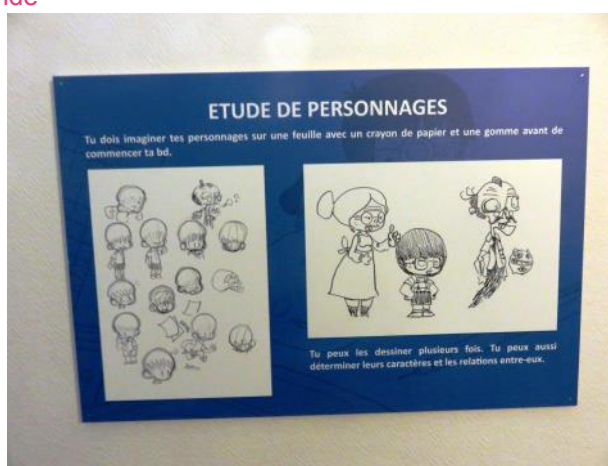 ETUDE DE PERSONNAGES
Tu dois imaginer tes personnages sur une feuille avec un crayon de papier et une gomme avant de
commencer ta bd.
Tu peux les dessiner plusieurs fois. Tu peux aussi
déterminer leurs caractères et les relations entre-eux.